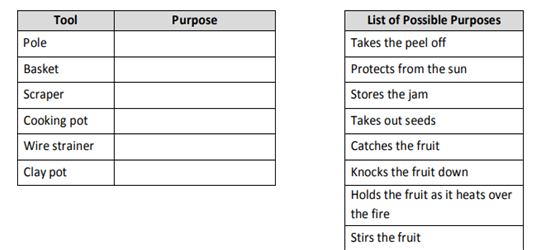 Tool Purpose
Pole
Basket
Scraper
Cooking pot
Wire strainer
Clay pot
List of Possible Purposes
Takes the peel off
Protects from the sun
Stores the jam
Takes out seeds
Catches the fruit
Knocks the fruit down
Holds the fruit as it heats over
the fire
Stirs the fruit